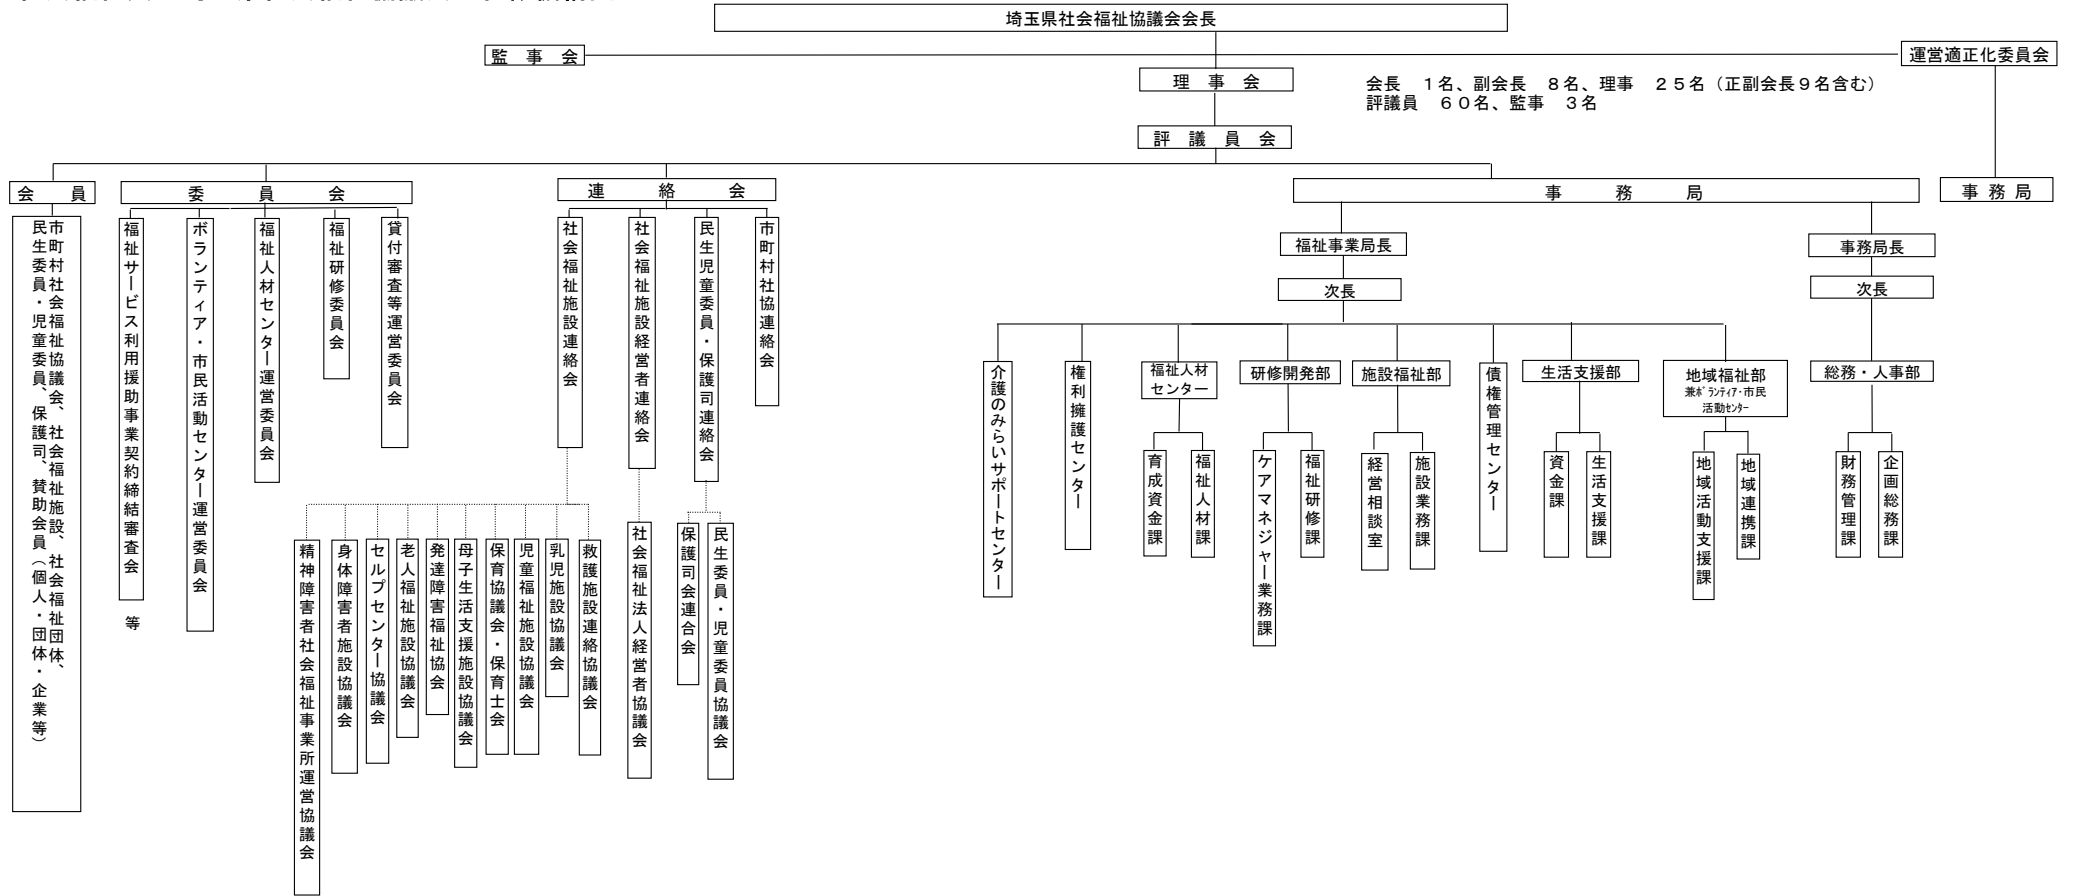 埼玉県社会福祉協議会会長
監事会
運営適正化委員会
理事会
会長　１名、副会長　８名、理事　２５名（正副会長９名含む）
評議員　６０名、監事　３名
評議員会
会員
委員会
連絡会
事務局
事務局
市町村社会福祉協議会、社会福祉施設、社会福祉団体、
民生委員・児童委員、保護司、賛助会員（個人・団体・企業等）
福祉サービス利用援助事業契約締結審査会
等
ボランティア・市民活動センター運営委員会
福祉人材センター運営委員会
福祉研修委員会
貸付審査等運営委員会
社会福祉施設連絡会
社会福祉施設経営者連絡会
民生児童委員・保護司連絡会
市町村社協連絡会
精神障害者社会福祉事業所運営協議会
身体障害者施設協議会
セルプセンター協議会
老人福祉施設協議会
発達障害福祉協会
母子生活支援施設協議会
保育協議会・保育士会
児童福祉施設協議会
乳児施設協議会
救護施設連絡協議会
社会福祉法人経営者協議会
保護司会連合会
民生委員・児童委員協議会
福祉事業局長
次長
事務局長
次長
介護のみらいサポートセンター
権利擁護センター
福祉人材
センター
育成資金課
福祉人材課
研修開発部
ケアマネジャー業務課
福祉研修課
施設福祉部
経営相談室
施設業務課
債権管理センター
生活支援部
資金課
生活支援課
地域福祉部
兼ﾎﾞﾗﾝﾃｨｱ・市民
活動ｾﾝﾀｰ
地域活動支援課
地域連携課
総務・人事部
財務管理課
企画総務課